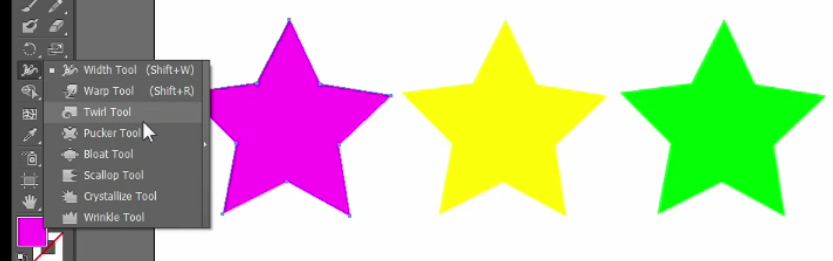 Width Tool (Shift+W)
Warp Tool (Shift+R)
Twirl Tool
Pucker Tool
Bloat Tool
Scallop Tool
Crystallize Tool
Wrinkle Tool